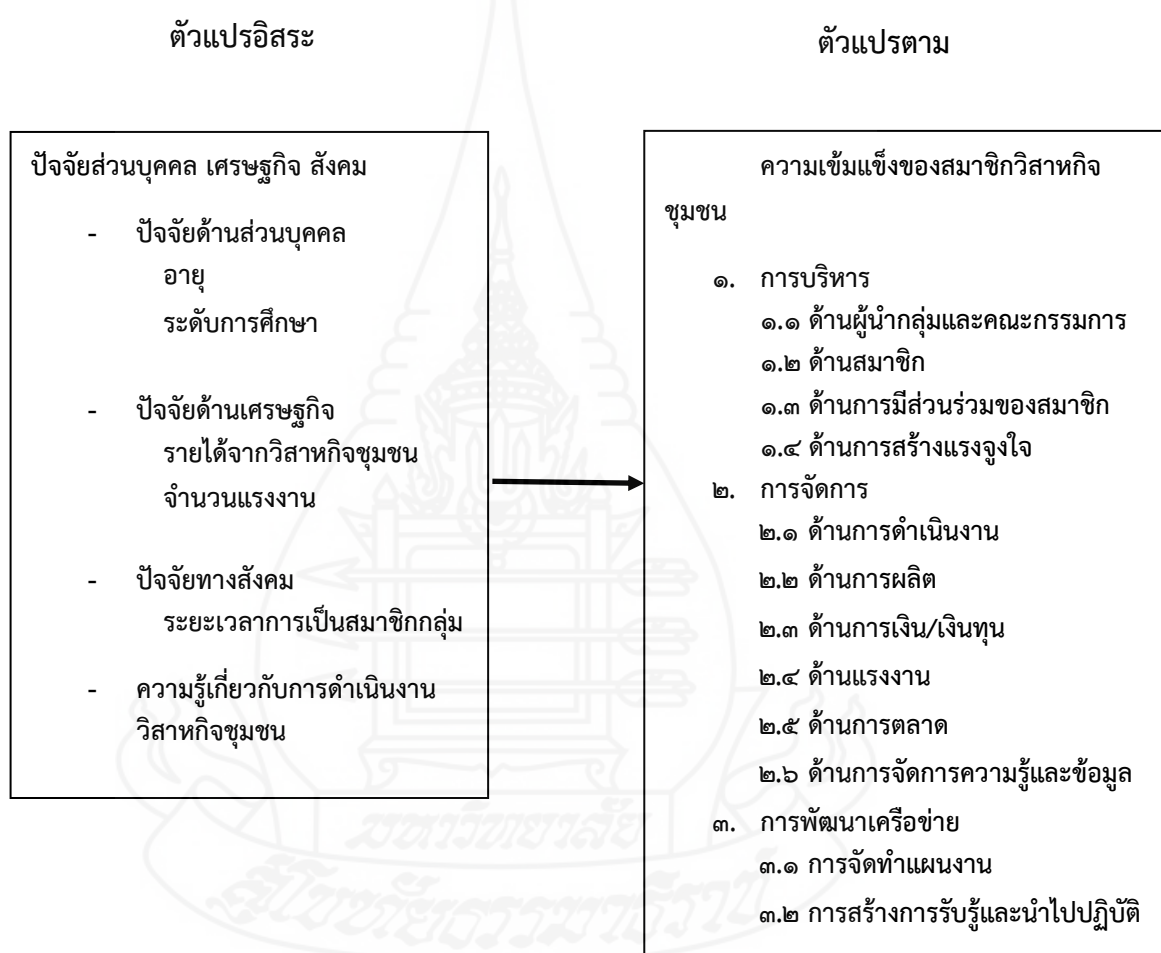 ตัวแปรอิสระ
ตัวแปรตาม
ปัจจัยส่วนบุคคล เศรษฐกิจ สังคม
- ปัจจัยด้านส่วนบุคคล
อายุ
ระดับการศึกษา
- ปัจจัยด้านเศรษฐกิจ
รายได้จากวิสาหกิจชุมชน
จำนวนแรงงาน
- ปัจจัยทางสังคม
ระยะเวลาการเป็นสมาชิกกลุ่ม
- ความรู้เกี่ยวกับการดำเนินงาน
วิสาหกิจชุมชน
ความเข้มแข็งของสมาชิกวิสาหกิจ
ชุมชน
๑. การบริหาร
๑.๑ ด้านผู้นำกลุ่มและคณะกรรมการ
๑.๒ ด้านสมาชิก
๑.๓ ด้านการมีส่วนร่วมของสมาชิก
๑.๔ ด้านการสร้างแรงจูงใจ
๒. การจัดการ
๒.๑ ด้านการดำเนินงาน
๒.๒ ด้านการผลิต
๒.๓ ด้านการเงิน/เงินทุน
๒.๔ ด้านแรงงาน
๒.๕ ด้านการตลาด
๒.๖ ด้านการจัดการความรู้และข้อมูล
๓. การพัฒนาเครือข่าย
๓.๑ การจัดทำแผนงาน
๓.๒ การสร้างการรับรู้และนำไปปฏิบัติ
มหาวิทยาลัย
สุโขทัยธรรมาธิราช